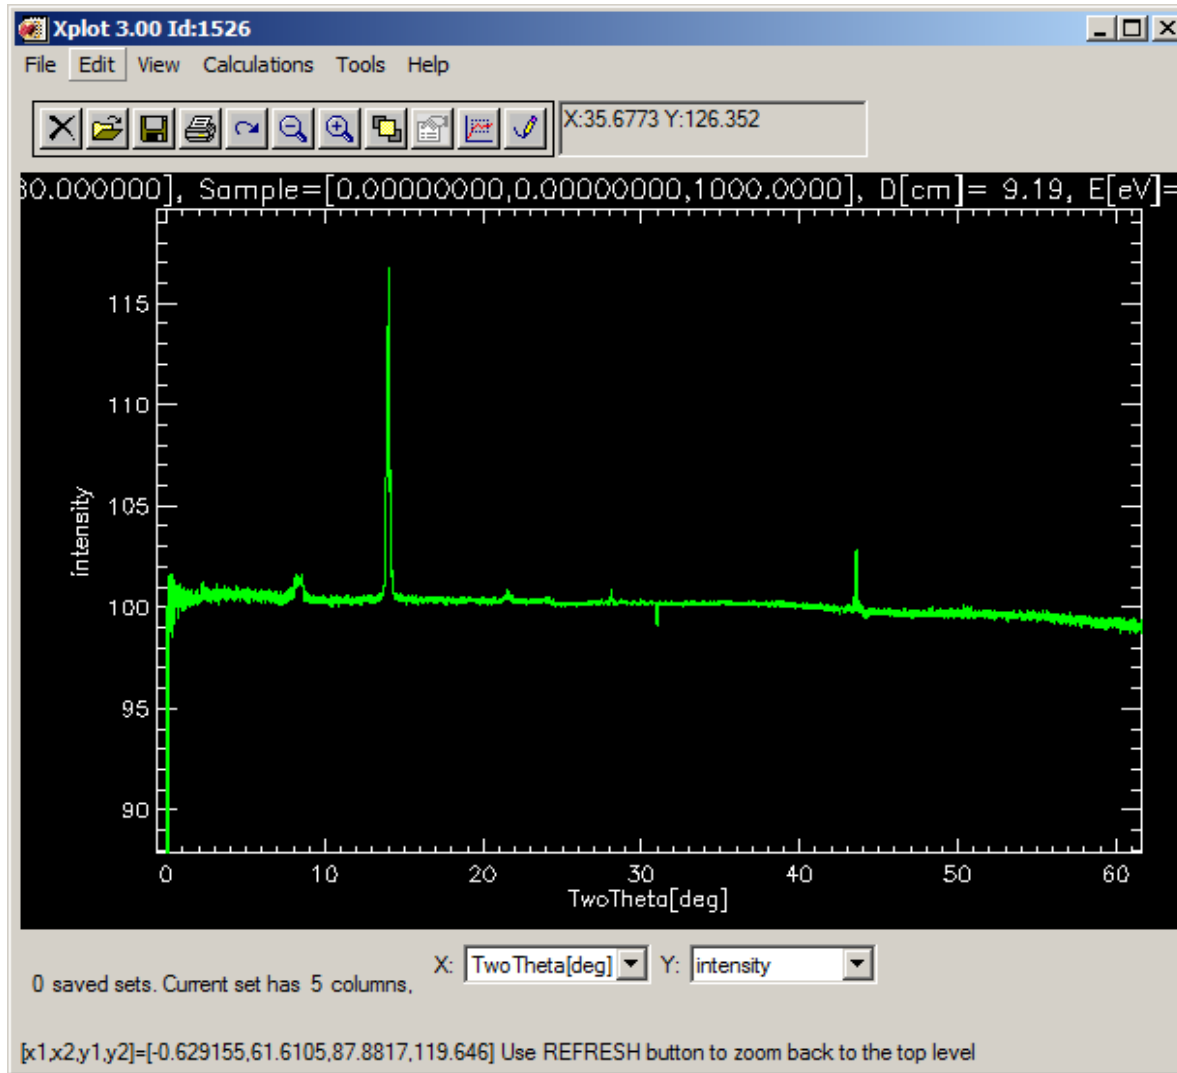 Xplot 3.00 Id:1526
File Edit View Calculations Tools Help
X:35.6773 Y:126.352
30.000000], Sample=[0.00000000,0.00000000,1000.0000], D[cm]= 9.19, E[eV]=
115
110
105
100
95
90
intensity
0 10 20 30 40 50 60
TwoTheta[deg]
X: TwoTheta[deg] Y: intensity
0 saved sets. Current set has 5 columns,
[x1,x2,y1,y2]=[-0.629155,61.6105,87.8817,119.646] Use REFRESH button to zoom back to the top level